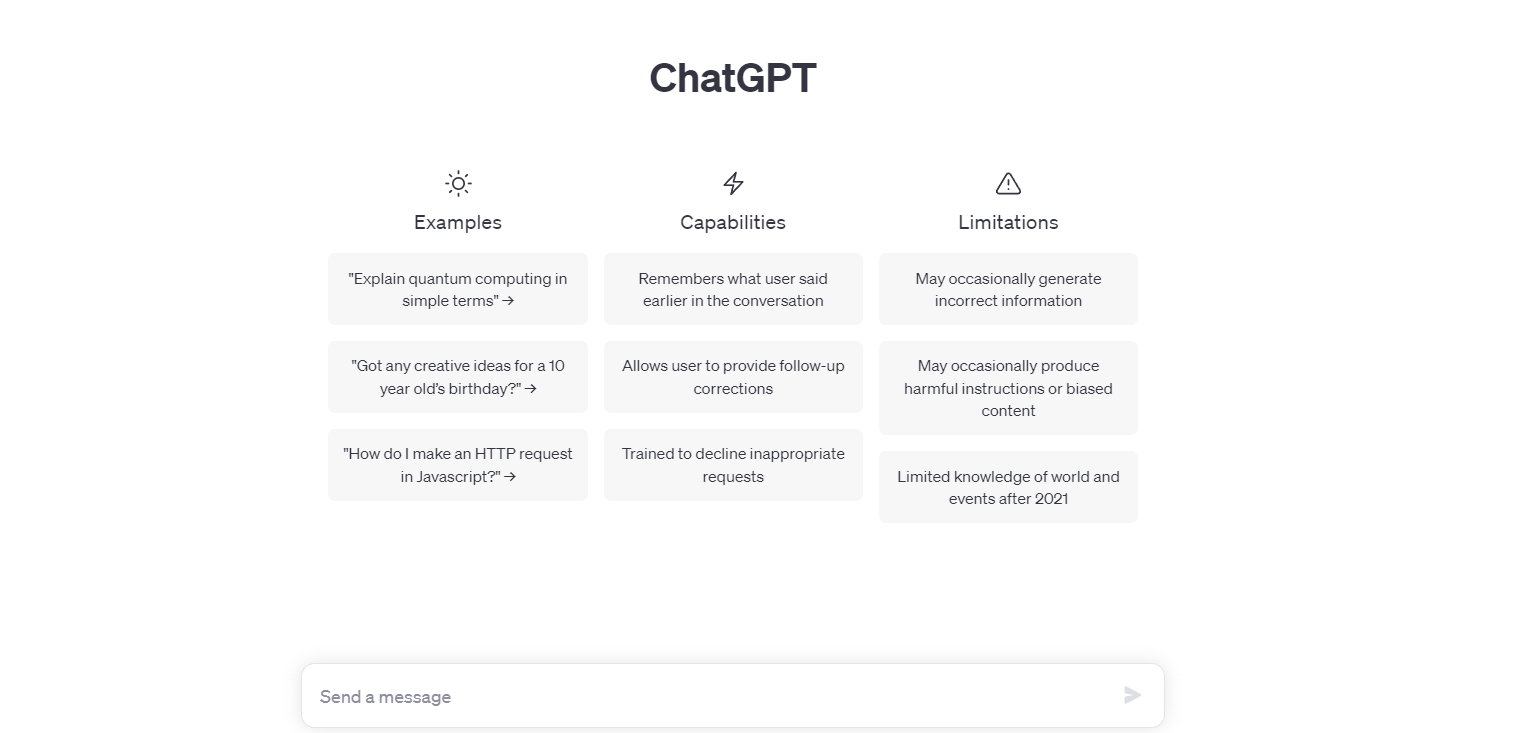 ChatGPT
Examples
"Explain quantum computing in
simple terms" →
"Got any creative ideas for a 10
year old’s birthday?" →
"How do I make an HTTP request
in Javascript?" →
Capabilities
Remembers what user said
earlier in the conversation
Allows user to provide follow-up
corrections
Trained to decline inappropriate
requests
Limitations
May occasionally generate
incorrect information
May occasionally produce
harmful instructions or biased
content
Limited knowledge of world and
events after 2021
Send a message